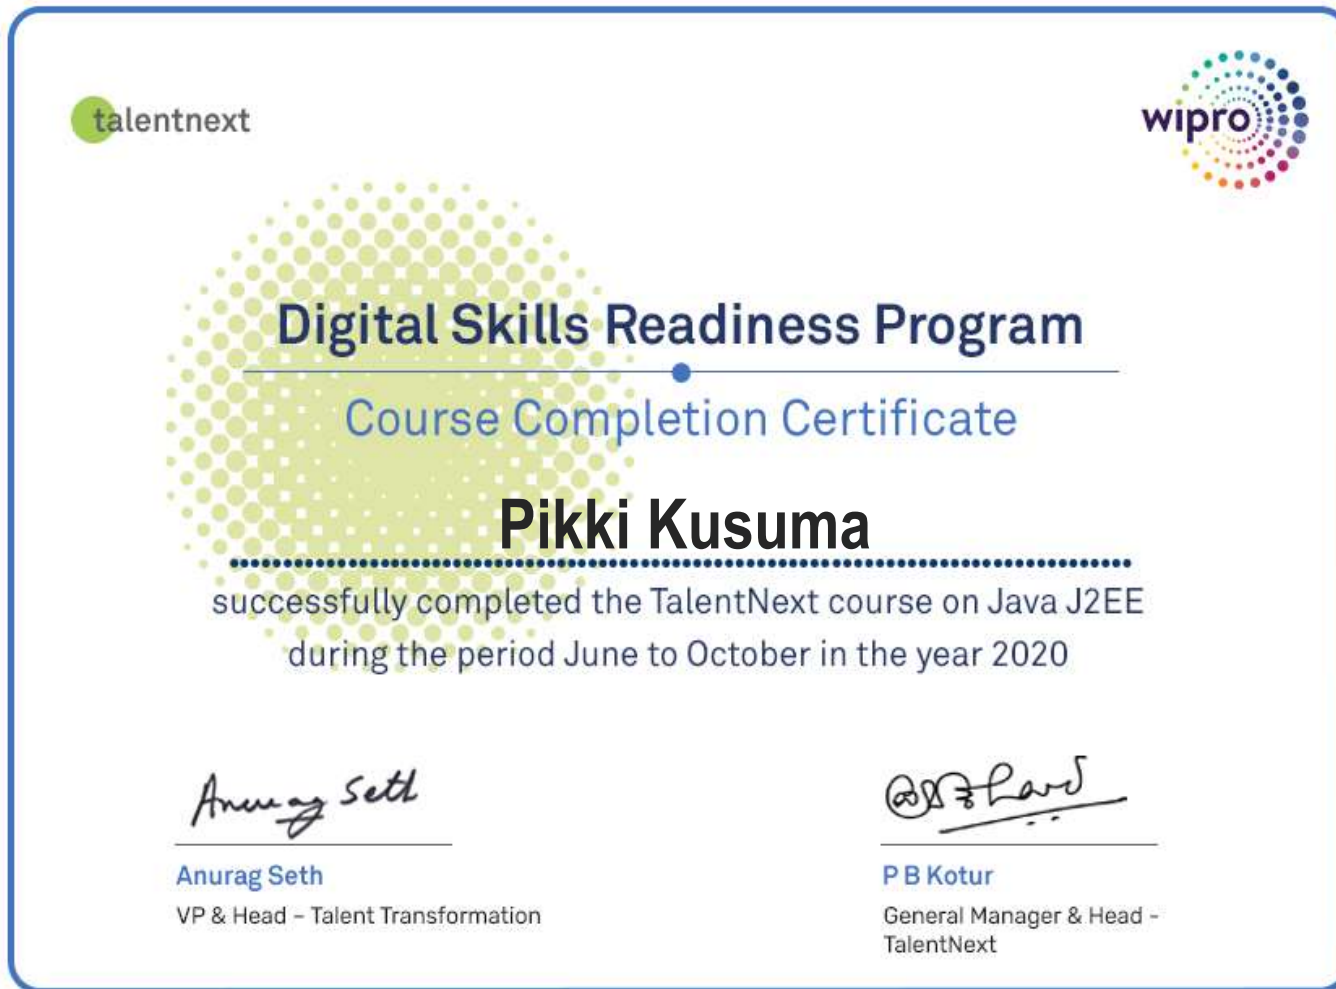 talentnext
wipro
Digital Skills Readiness Program
Course Completion Certificate
Pikki Kusuma
successfully completed the TalentNext course on Java J2EE
during the period June to October in the year 2020
Anurag Seth
Anurag Seth
VP & Head – Talent Transformation
P B Kotur
General Manager & Head -
TalentNext